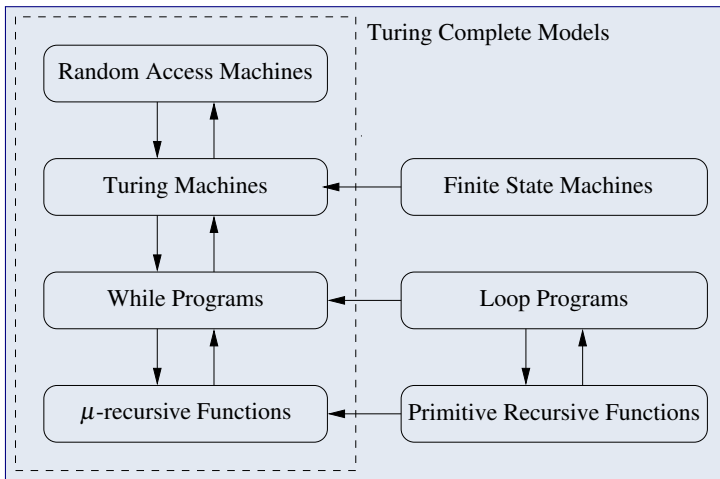 Turing Complete Models
Random Access Machines
Turing Machines
Finite State Machines
While Programs
Loop Programs
μ-recursive Functions
Primitive Recursive Functions